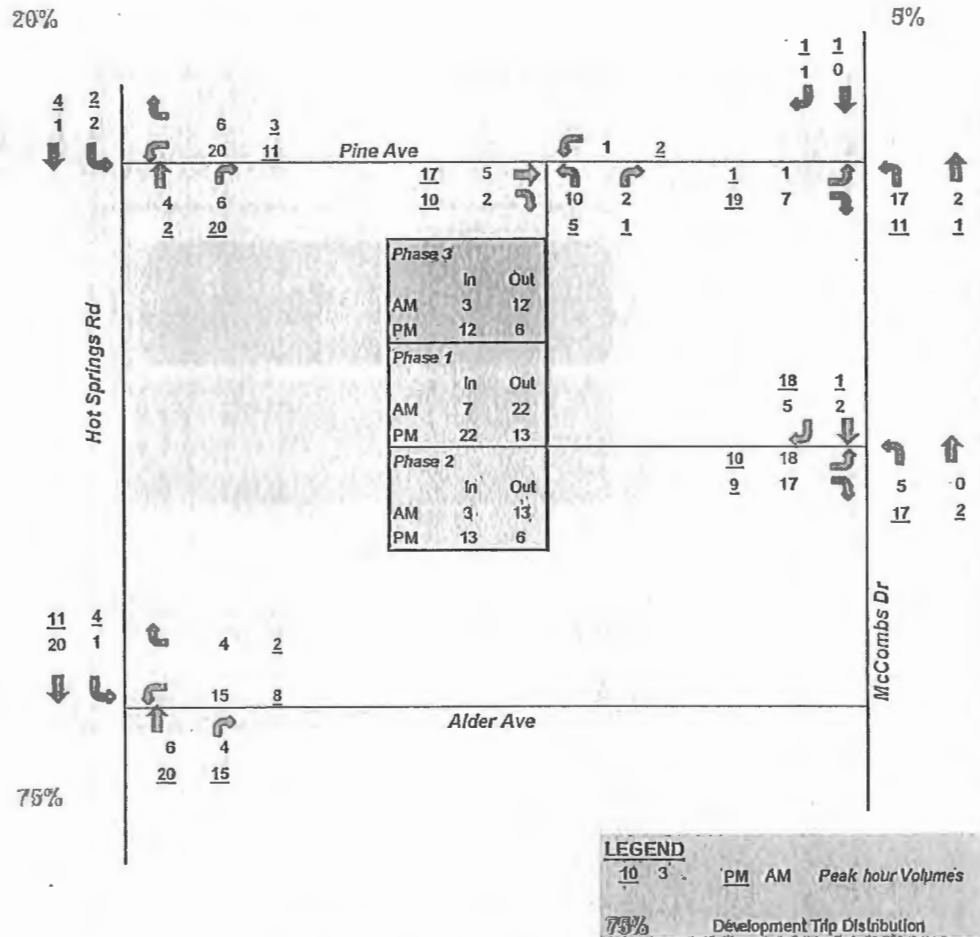 20%
5%
1 1
1 0
4 2
1 2
6 3
20 11
Pine Ave
1 2
17 5
10 2
10 2
5 1
1 1
19 7
17 2
11 1
4 6
2 20
Phase 3
In Out
AM 3 12
PM 12 6
Phase 1
In Out
AM 7 22
PM 22 13
Phase 2
In Out
AM 3 13
PM 13 6
Hot Springs Rd
18 1
5 2
10 18
9 17
5 0
17 2
McCombs Dr
11 4
20 1
4 2
15 8
Alder Ave
6 4
20 15
75%
LEGEND
10 3 PM AM Peak hour Volumes
75% Development Trip Distribution